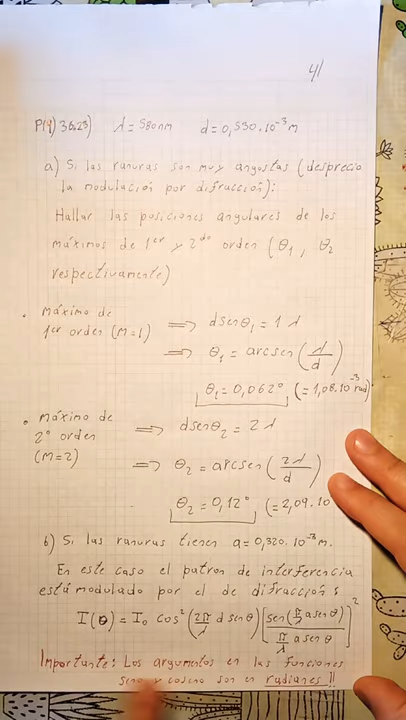 41
P(4) 36.23) λ = 580nm d = 0,530.10⁻³m
a) Si las ranuras son muy angostas (desprecio
la modulación por difracción):
Hallar las posiciones angulares de los
máximos de 1er y 2do orden (θ₁, θ₂
respectivamente)
• máximo de
1er orden (m=1) ⟹ d sen θ₁ = 1 λ
⟹ θ₁ = arcsen (λ/d)
θ₁ = 0,062° (= 1,08.10⁻³ rad)
• máximo de
2° orden
(m=2) ⟹ d sen θ₂ = 2 λ
⟹ θ₂ = arcsen (2λ/d)
θ₂ = 0,12° (= 2,09.10
b) Si las ranuras tienen a = 0,320.10⁻³m.
En este caso el patron de interferencia
está modulado por el de difracción:
I(θ) = I₀ cos² (2π/λ d sen θ) [sen(π/λ a sen θ) / π/λ a sen θ]²
Importante: Los argumentos en las funciones
seno y coseno son en radianes!!